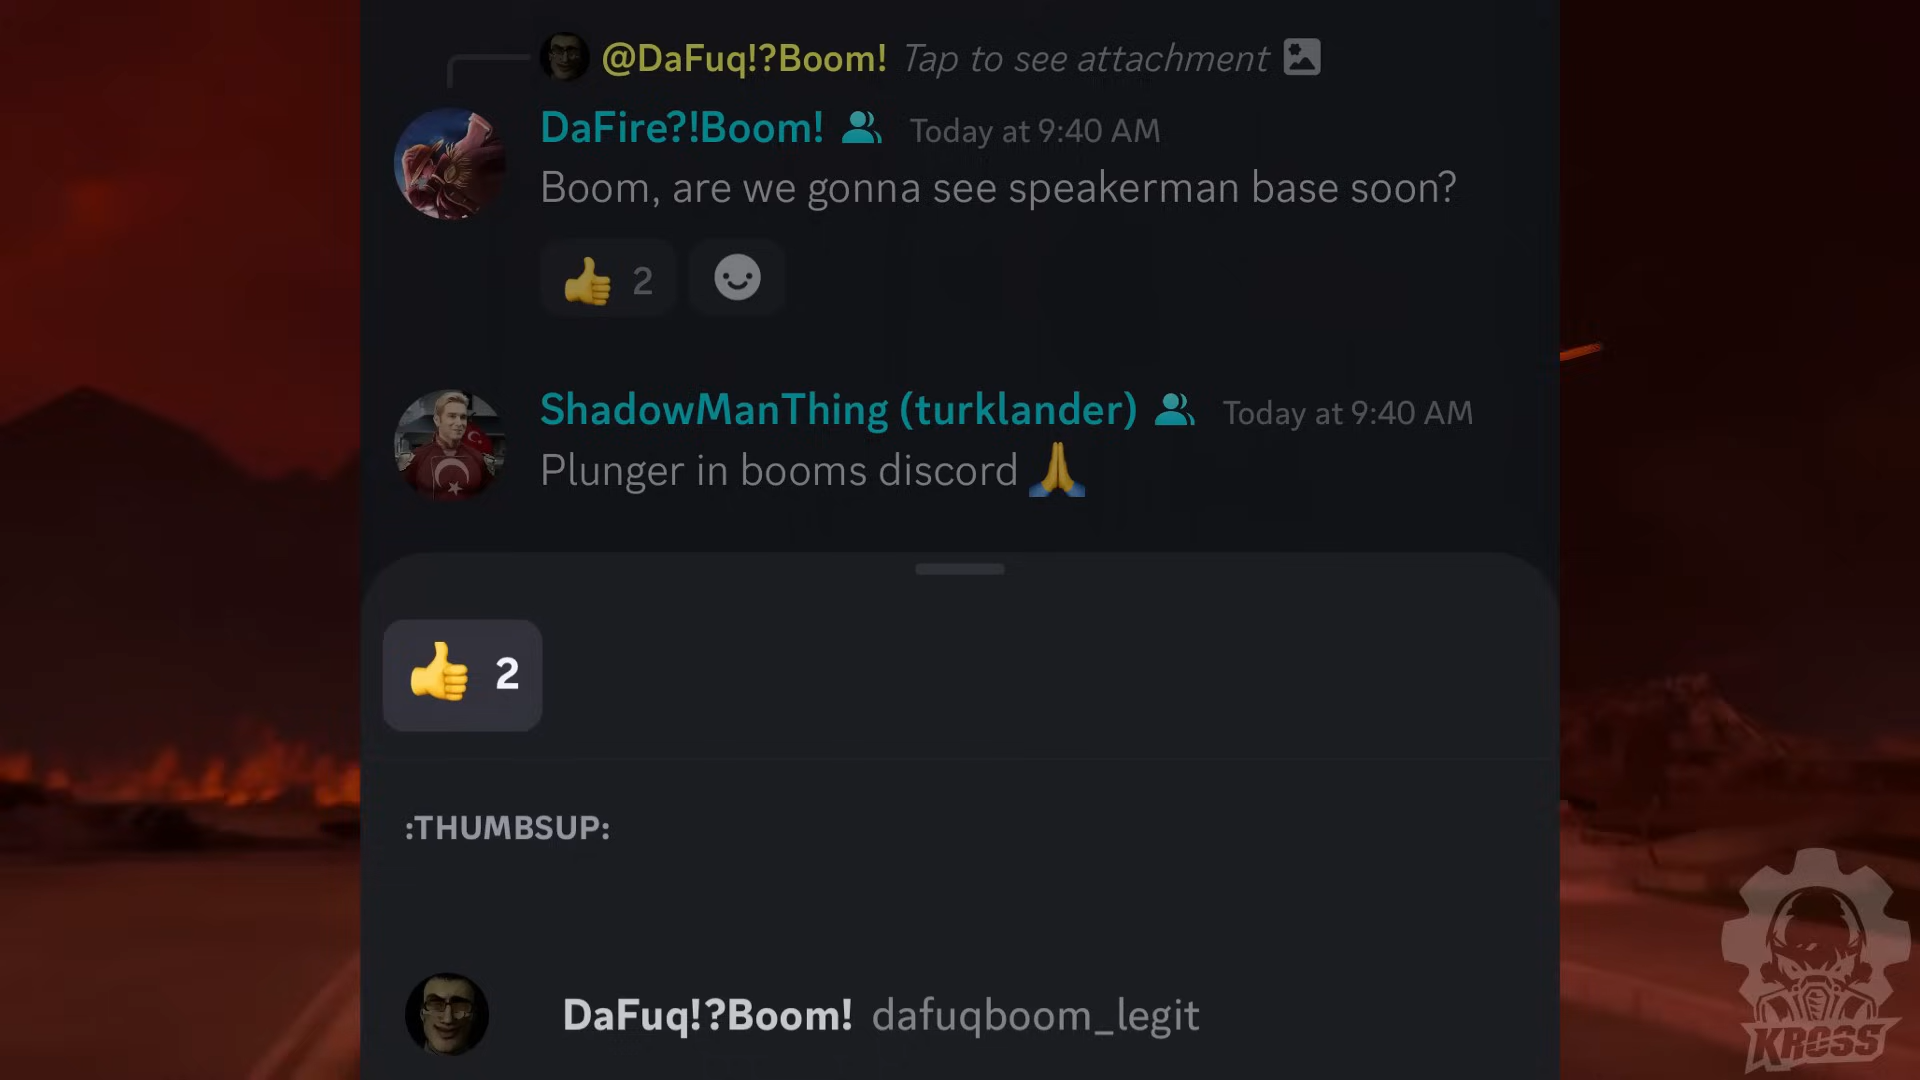 @DaFuq!?Boom! Tap to see attachment
DaFire?!Boom! Today at 9:40 AM
Boom, are we gonna see speakerman base soon?
👍 2
ShadowManThing (turklander) Today at 9:40 AM
Plunger in booms discord 🙏
👍 2
:THUMBSUP:
DaFuq!?Boom! dafuqboom_legit
KROSS